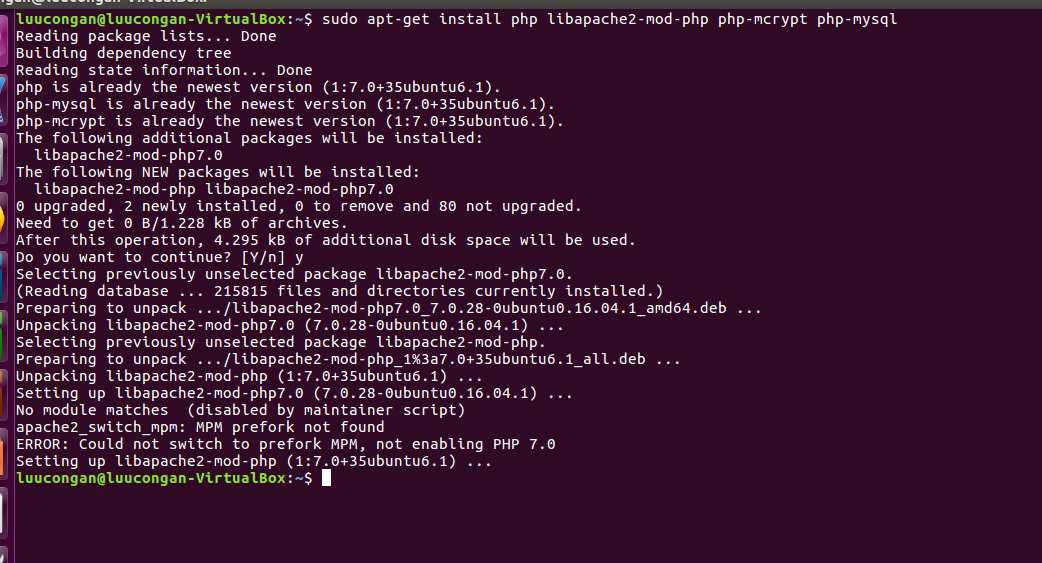 luucongan@luucongan-VirtualBox:~$ sudo apt-get install php libapache2-mod-php php-mcrypt php-mysql
Reading package lists... Done
Building dependency tree
Reading state information... Done
php is already the newest version (1:7.0+35ubuntu6.1).
php-mysql is already the newest version (1:7.0+35ubuntu6.1).
php-mcrypt is already the newest version (1:7.0+35ubuntu6.1).
The following additional packages will be installed:
  libapache2-mod-php7.0
The following NEW packages will be installed:
  libapache2-mod-php libapache2-mod-php7.0
0 upgraded, 2 newly installed, 0 to remove and 80 not upgraded.
Need to get 0 B/1.228 kB of archives.
After this operation, 4.295 kB of additional disk space will be used.
Do you want to continue? [Y/n] y
Selecting previously unselected package libapache2-mod-php7.0.
(Reading database ... 215815 files and directories currently installed.)
Preparing to unpack .../libapache2-mod-php7.0_7.0.28-0ubuntu0.16.04.1_amd64.deb ...
Unpacking libapache2-mod-php7.0 (7.0.28-0ubuntu0.16.04.1) ...
Selecting previously unselected package libapache2-mod-php.
Preparing to unpack .../libapache2-mod-php_1%3a7.0+35ubuntu6.1_all.deb ...
Unpacking libapache2-mod-php (1:7.0+35ubuntu6.1) ...
Setting up libapache2-mod-php7.0 (7.0.28-0ubuntu0.16.04.1) ...
No module matches  (disabled by maintainer script)
apache2_switch_mpm: MPM prefork not found
ERROR: Could not switch to prefork MPM, not enabling PHP 7.0
Setting up libapache2-mod-php (1:7.0+35ubuntu6.1) ...
luucongan@luucongan-VirtualBox:~$